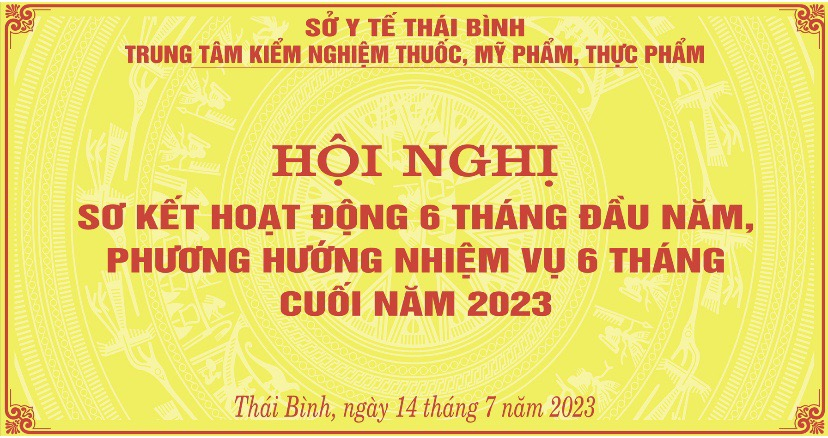 SỞ Y TẾ THÁI BÌNH
TRUNG TÂM KIỂM NGHIỆM THUỐC, MỸ PHẨM, THỰC PHẨM
HỘI NGHỊ
SƠ KẾT HOẠT ĐỘNG 6 THÁNG ĐẦU NĂM,
PHƯƠNG HƯỚNG NHIỆM VỤ 6 THÁNG
CUỐI NĂM 2023
Thái Bình, ngày 14 tháng 7 năm 2023